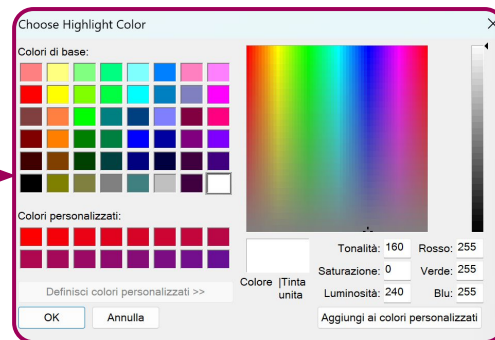 Choose Highlight Color
Colori di base:
Colori personalizzati:
Definisci colori personalizzati >>
OK
Annulla
Colore |Tinta
unita
Tonalità: 160
Saturazione: 0
Luminosità: 240
Rosso: 255
Verde: 255
Blu: 255
Aggiungi ai colori personalizzati